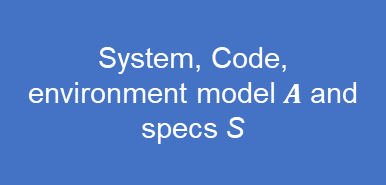 System, Code,
environment model A and
specs S